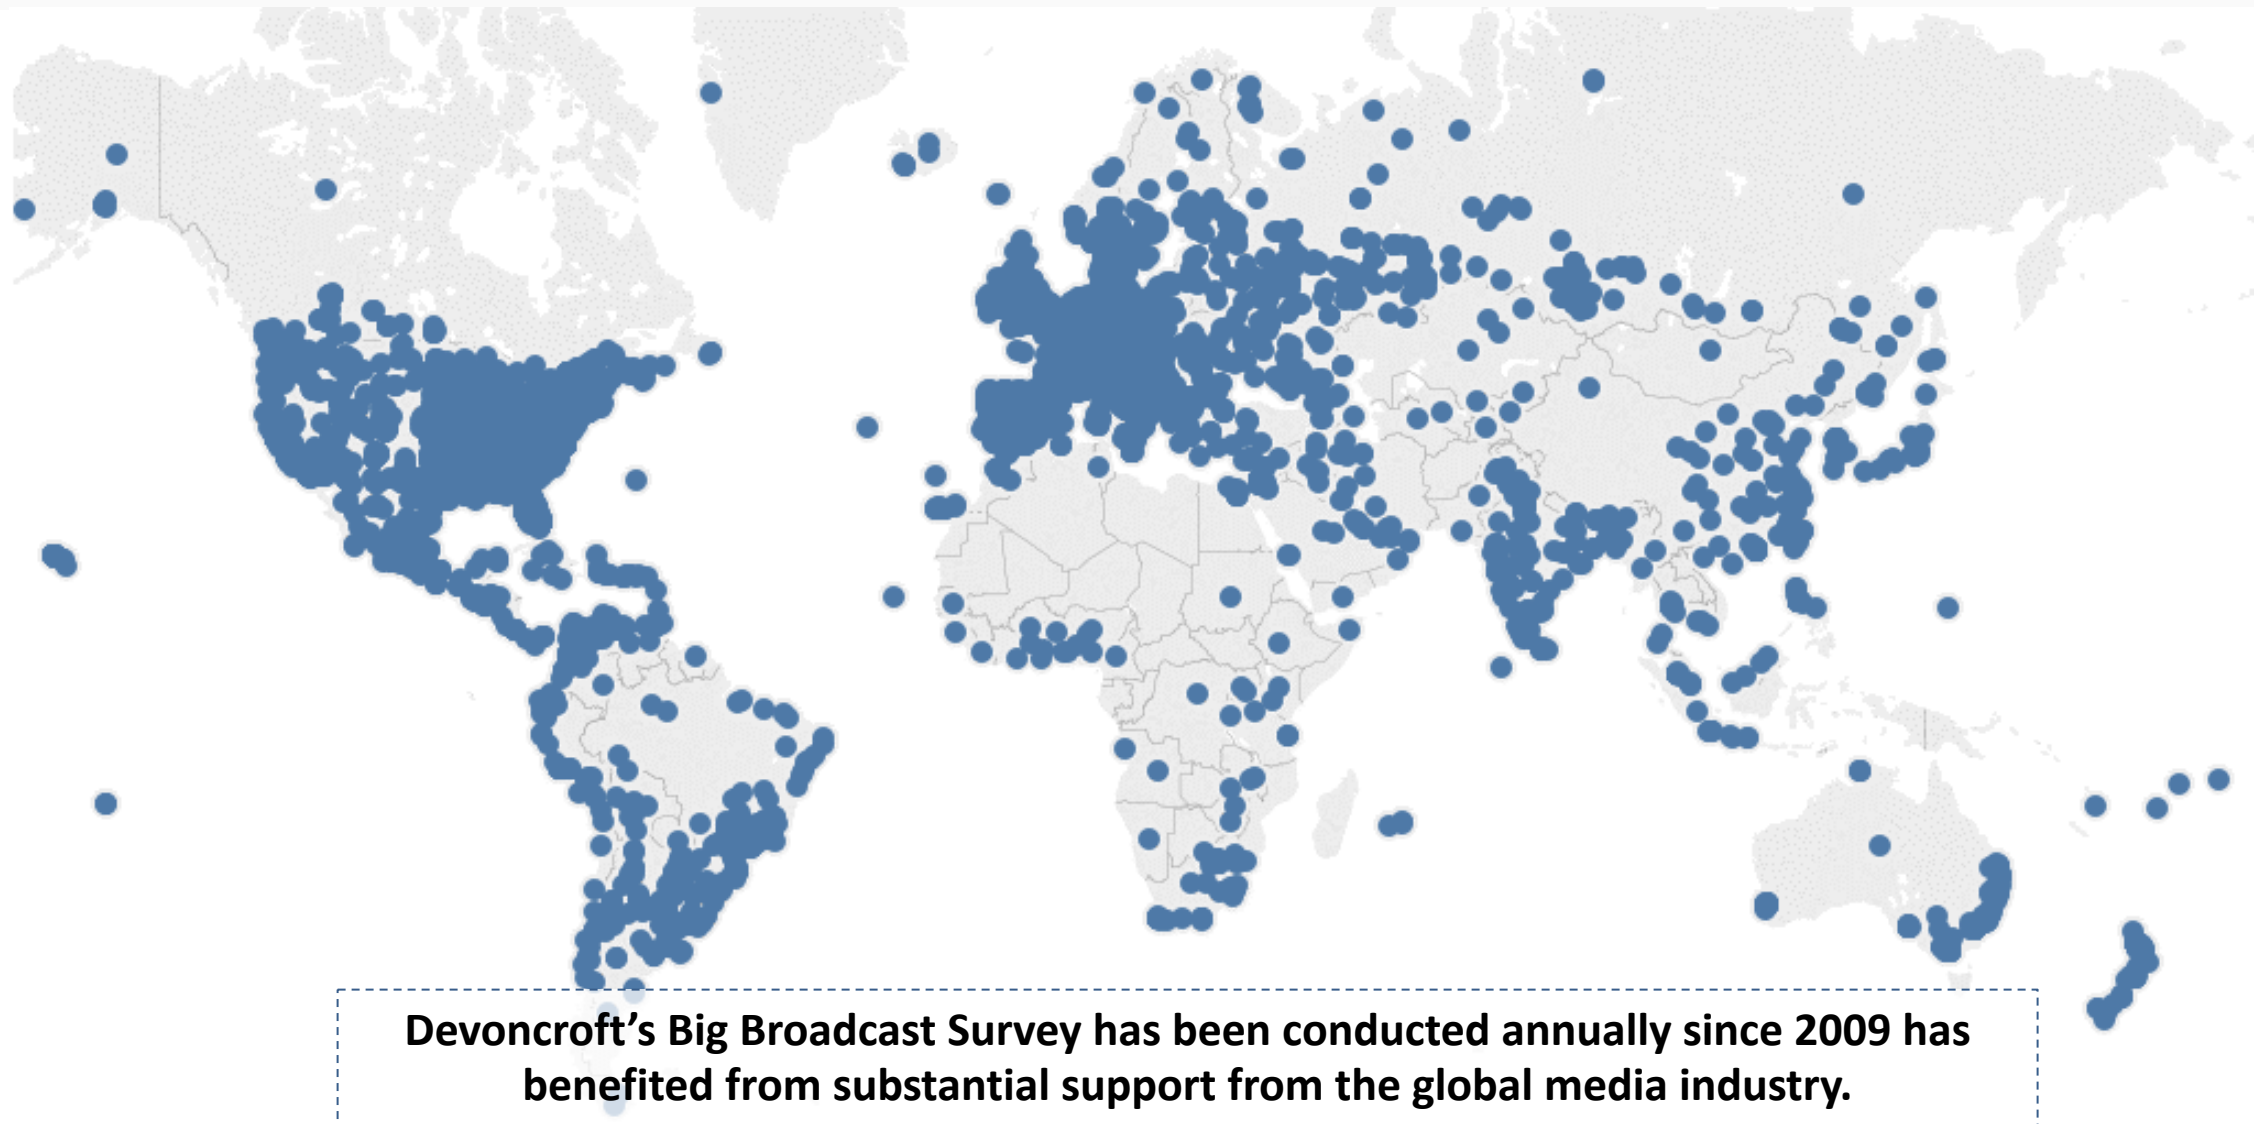 Devoncroft’s Big Broadcast Survey has been conducted annually since 2009 has
benefited from substantial support from the global media industry.